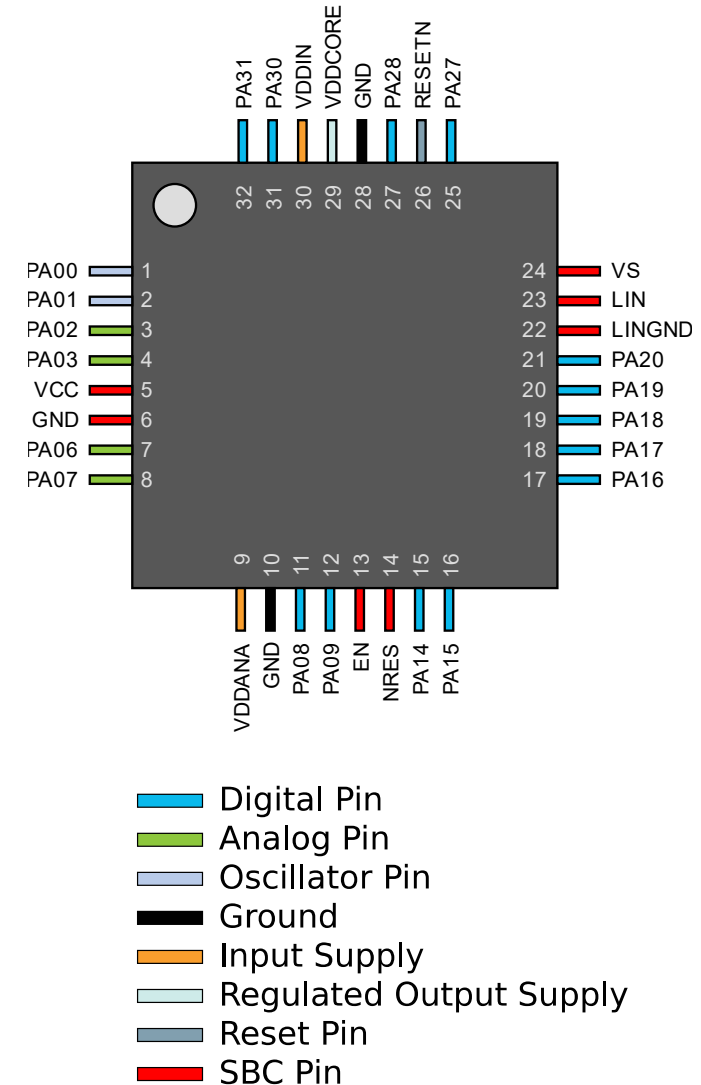 PA31
PA30
VDDIN
VDDCORE
GND
PA28
RESETN
PA27
32
31
30
29
28
27
26
25
PA00 1
PA01 2
PA02 3
PA03 4
VCC 5
GND 6
PA06 7
PA07 8
24 VS
23 LIN
22 LINGND
21 PA20
20 PA19
19 PA18
18 PA17
17 PA16
9
10
11
12
13
14
15
16
VDDANA
GND
PA08
PA09
EN
NRES
PA14
PA15
Digital Pin
Analog Pin
Oscillator Pin
Ground
Input Supply
Regulated Output Supply
Reset Pin
SBC Pin